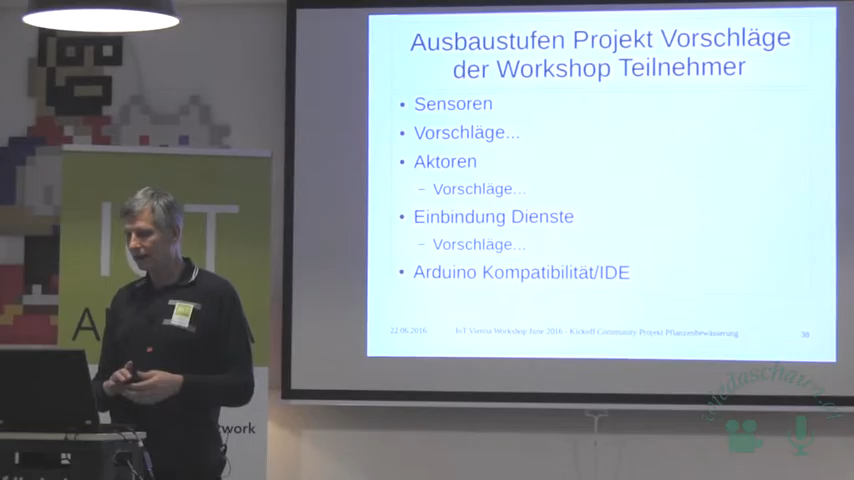 Ausbaustufen Projekt Vorschläge
der Workshop Teilnehmer
• Sensoren
• Vorschläge...
• Aktoren
– Vorschläge...
• Einbindung Dienste
– Vorschläge...
• Arduino Kompatibilität/IDE
22.06.2016
IoT Vienna Workshop June 2016 - Kickoff Community Projekt Pflanzenbewässerung
38
IoT
work